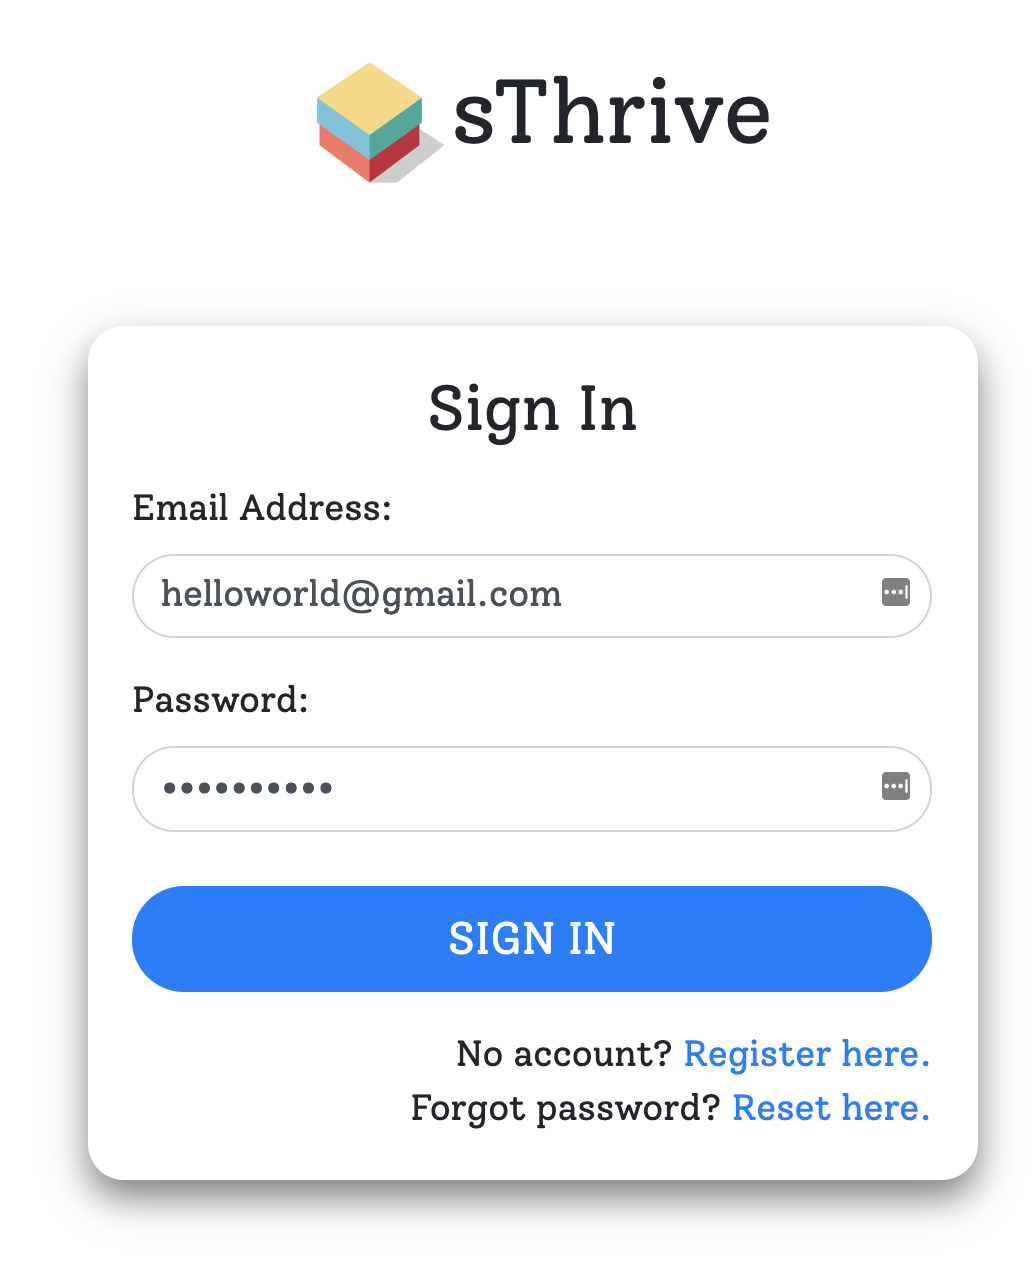 sThrive
Sign In
Email Address:
helloworld@gmail.com
Password:
••••••••••
SIGN IN
No account? Register here.
Forgot password? Reset here.